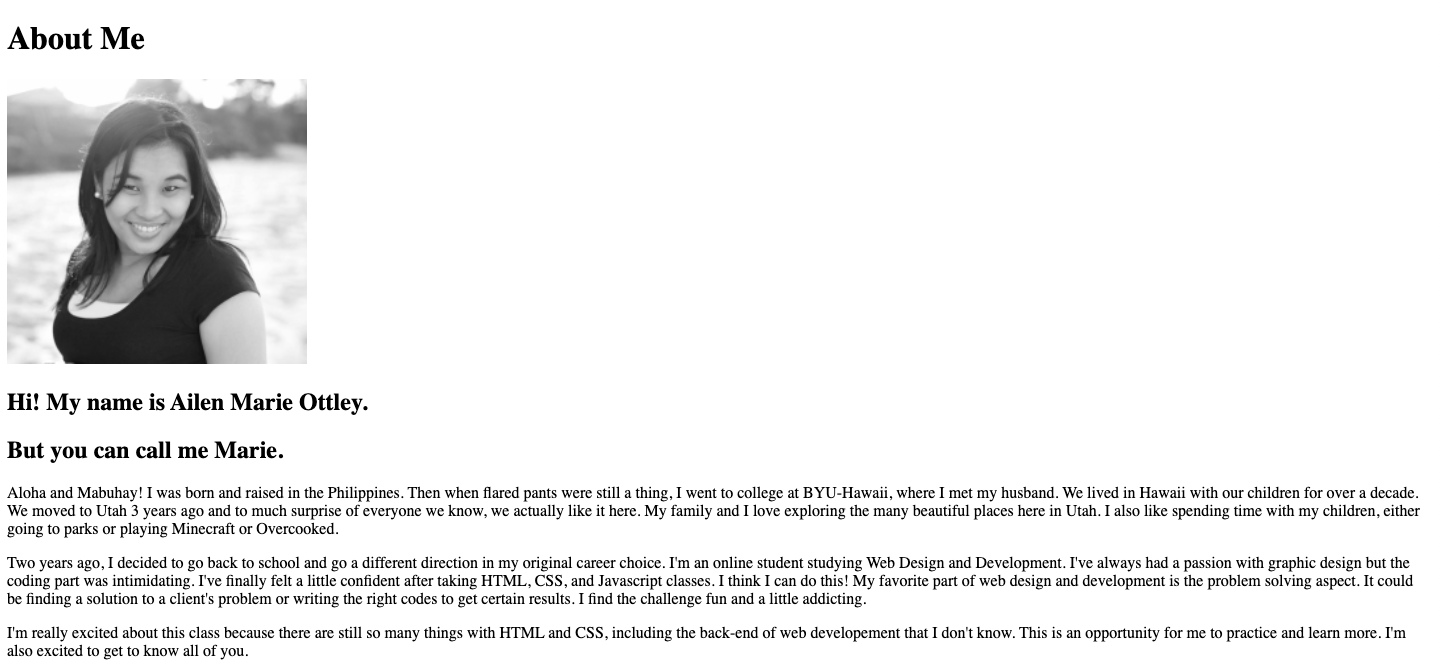 About Me
Hi! My name is Ailen Marie Ottley.
But you can call me Marie.
Aloha and Mabuhay! I was born and raised in the Philippines. Then when flared pants were still a thing, I went to college at BYU-Hawaii, where I met my husband. We lived in Hawaii with our children for over a decade.
We moved to Utah 3 years ago and to much surprise of everyone we know, we actually like it here. My family and I love exploring the many beautiful places here in Utah. I also like spending time with my children, either
going to parks or playing Minecraft or Overcooked.
Two years ago, I decided to go back to school and go a different direction in my original career choice. I'm an online student studying Web Design and Development. I've always had a passion with graphic design but the
coding part was intimidating. I've finally felt a little confident after taking HTML, CSS, and Javascript classes. I think I can do this! My favorite part of web design and development is the problem solving aspect. It could
be finding a solution to a client's problem or writing the right codes to get certain results. I find the challenge fun and a little addicting.
I'm really excited about this class because there are still so many things with HTML and CSS, including the back-end of web developement that I don't know. This is an opportunity for me to practice and learn more. I'm
also excited to get to know all of you.